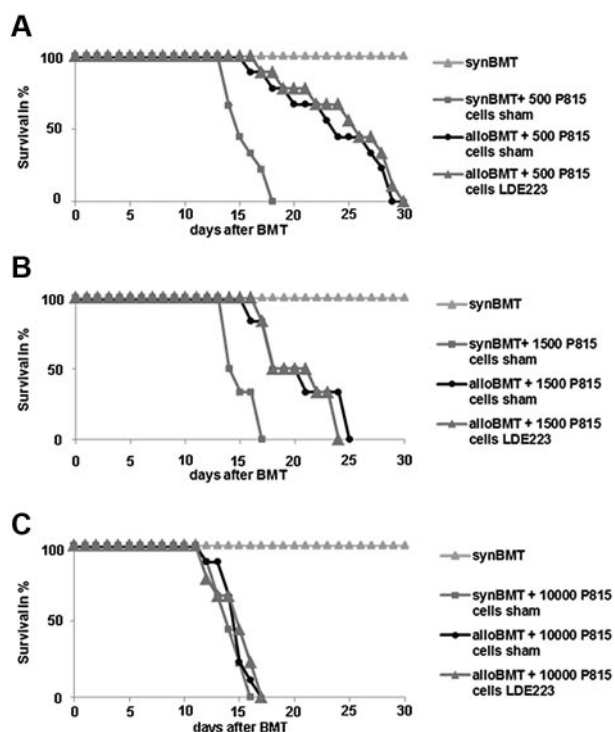 A
100
50
0
Survival in %
0
5
10
15
20
25
30
days after BMT
synBMT
synBMT+ 500 P815
cells sham
alloBMT + 500 P815
cells sham
alloBMT + 500 P815
cells LDE223
B
100
50
0
Survival in %
0
5
10
15
20
25
30
days after BMT
synBMT
synBMT+ 1500 P815
cells sham
alloBMT + 1500 P815
cells sham
alloBMT + 1500 P815
cells LDE223
C
100
50
0
Survival in %
0
5
10
15
20
25
30
days after BMT
synBMT
synBMT + 10000 P815
cells sham
alloBMT + 10000 P815
cells sham
alloBMT + 10000 P815
cells LDE223